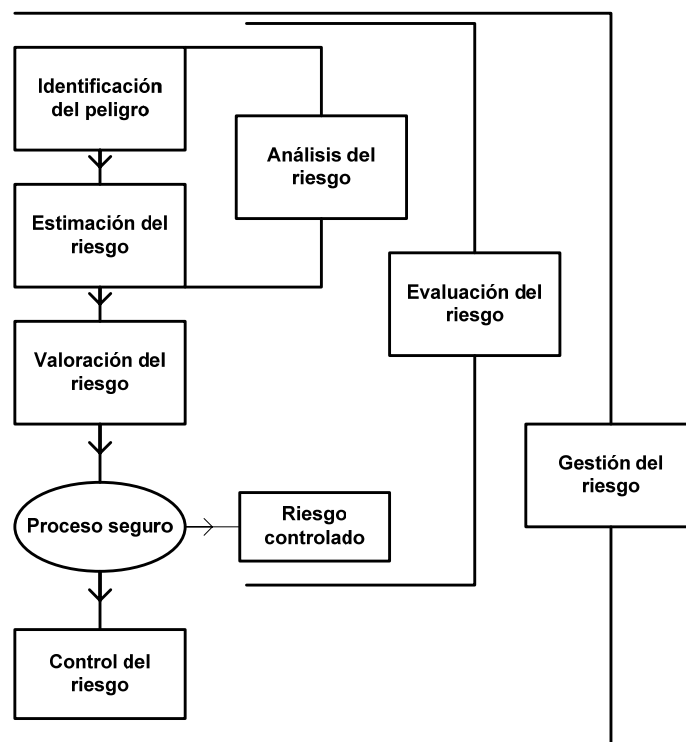 Identificación
del peligro
Análisis del
riesgo
Estimación del
riesgo
Evaluación del
riesgo
Valoración del
riesgo
Gestión del
riesgo
Proceso seguro
Riesgo
controlado
Control del
riesgo